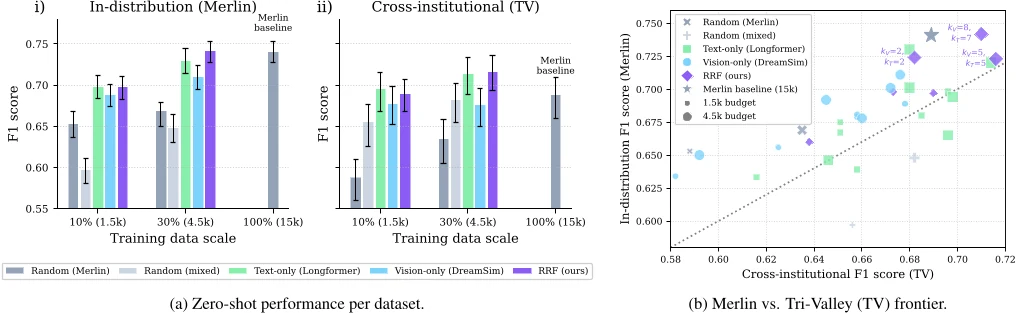 i)
In-distribution (Merlin)
Merlin
baseline
0.75
0.70
0.65
0.60
0.55
F1 score
10% (1.5k)
30% (4.5k)
100% (15k)
Training data scale
ii)
Cross-institutional (TV)
Merlin
baseline
F1 score
10% (1.5k)
30% (4.5k)
100% (15k)
Training data scale
Random (Merlin)
Random (mixed)
Text-only (Longformer)
Vision-only (DreamSim)
RRF (ours)
(a) Zero-shot performance per dataset.
0.750
0.725
0.700
0.675
0.650
0.625
0.600
In-distribution F1 score (Merlin)
Random (Merlin)
Random (mixed)
Text-only (Longformer)
Vision-only (DreamSim)
RRF (ours)
Merlin baseline (15k)
1.5k budget
4.5k budget
kV=8,
kT=7
kV=2,
kT=2
kV=5,
kT=5
0.58
0.60
0.62
0.64
0.66
0.68
0.70
0.72
Cross-institutional F1 score (TV)
(b) Merlin vs. Tri-Valley (TV) frontier.